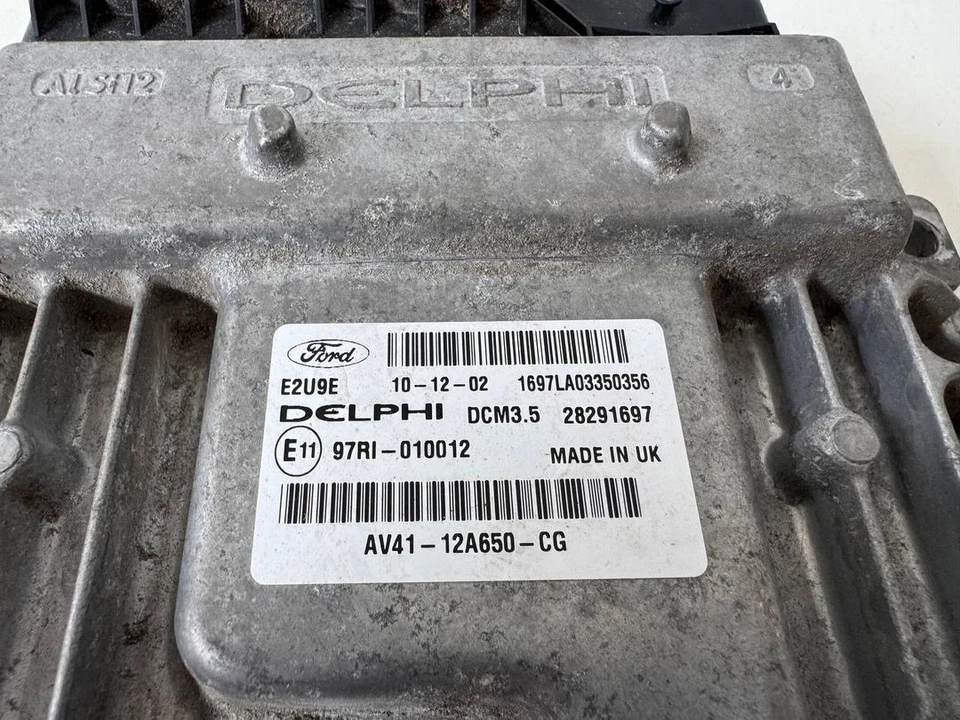 AlSi12 DELPHI 4
Ford
E2U9E 10-12-02 1697LA03350356
DELPHI DCM3.5 28291697
E11 97RI-010012 MADE IN UK
AV41-12A650-CG